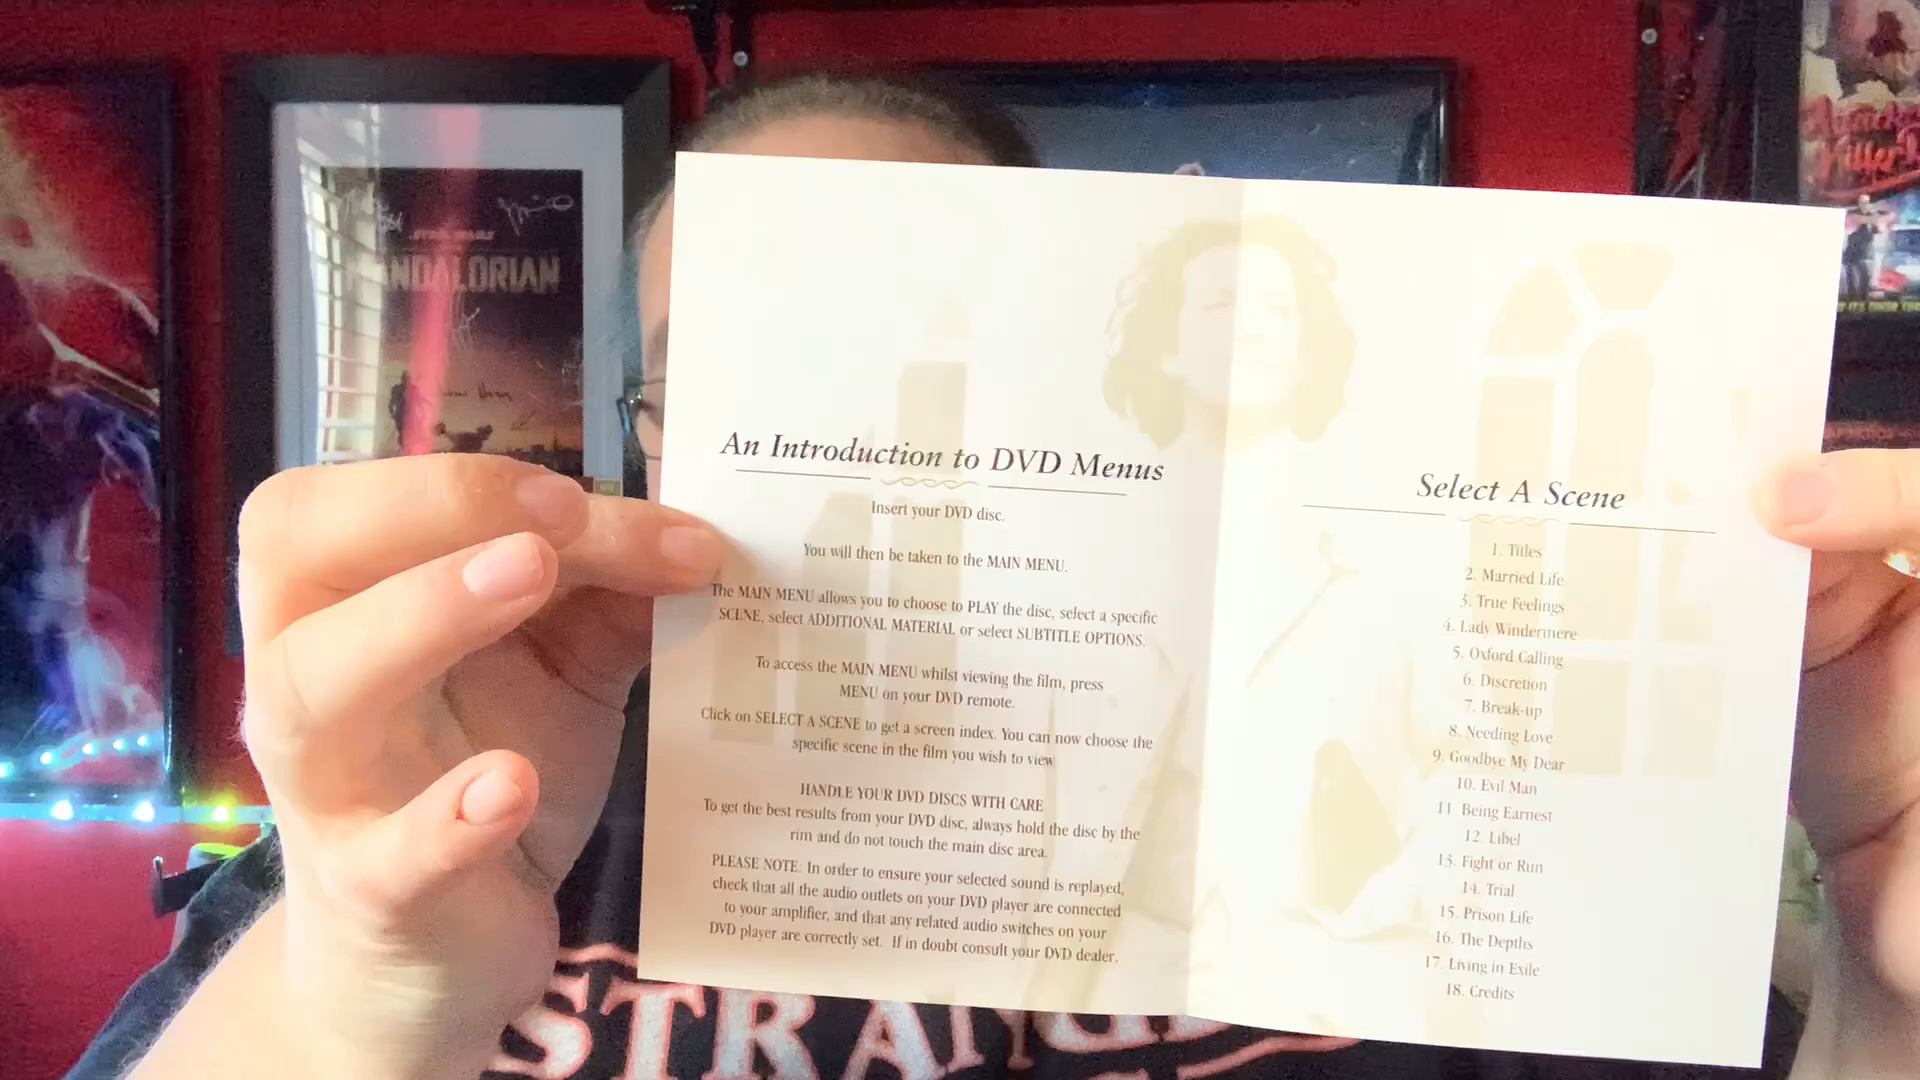 STAR WARS
MANDALORIAN
Killer
An Introduction to DVD Menus
Insert your DVD disc.
You will then be taken to the MAIN MENU.
The MAIN MENU allows you to choose to PLAY the disc, select a specific
SCENE, select ADDITIONAL MATERIAL or select SUBTITLE OPTIONS.
To access the MAIN MENU whilst viewing the film, press
MENU on your DVD remote.
Click on SELECT A SCENE to get a screen index. You can now choose the
specific scene in the film you wish to view
HANDLE YOUR DVD DISCS WITH CARE
To get the best results from your DVD disc, always hold the disc by the
rim and do not touch the main disc area.
PLEASE NOTE: In order to ensure your selected sound is replayed,
check that all the audio outlets on your DVD player are connected
to your amplifier, and that any related audio switches on your
DVD player are correctly set. If in doubt consult your DVD dealer.
Select A Scene
1. Titles
2. Married Life
3. True Feelings
4. Lady Windermere
5. Oxford Calling
6. Discretion
7. Break-up
8. Needing Love
9. Goodbye My Dear
10. Evil Man
11 Being Earnest
12. Libel
13. Fight or Run
14. Trial
15. Prison Life
16. The Depths
17. Living in Exile
18. Credits
STRANGE